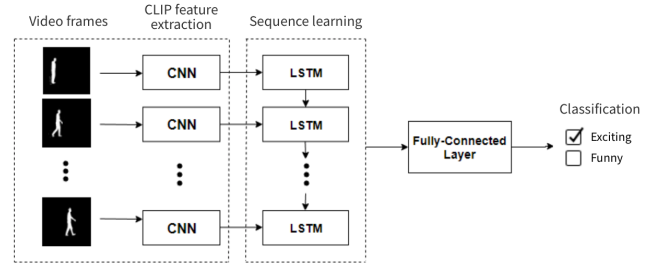 Video frames
CLIP feature
extraction
Sequence learning
CNN
LSTM
CNN
LSTM
Fully-Connected
Layer
Classification
Exciting
Funny
CNN
LSTM